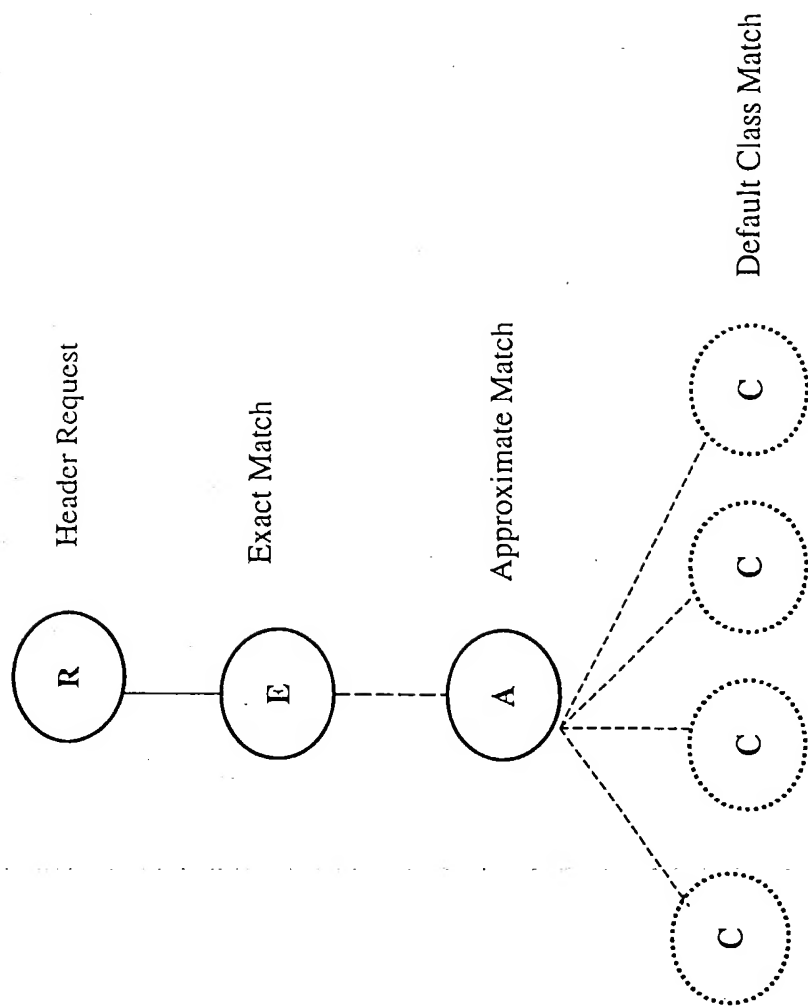 Header Request
R
Exact Match
E
Approximate Match
A
Default Class Match
C
C
C
C